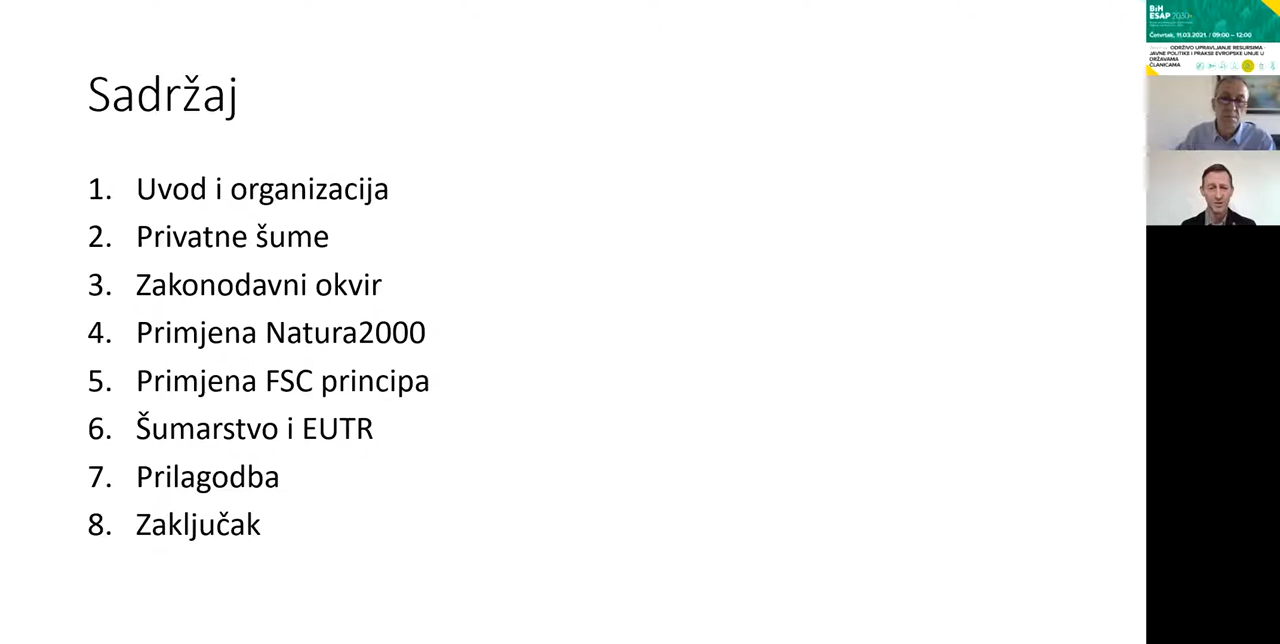 Sadržaj
1. Uvod i organizacija
2. Privatne šume
3. Zakonodavni okvir
4. Primjena Natura2000
5. Primjena FSC principa
6. Šumarstvo i EUTR
7. Prilagodba
8. Zaključak
BiH
ESAP 2030+
Četvrtak, 11.03.2021. / 09:00 – 12:00
ODRŽIVO UPRAVLJANJE RESURSIMA -
JAVNE POLITIKE I PRAKSE EVROPSKE UNIJE U
DRŽAVAMA
ČLANICAMA